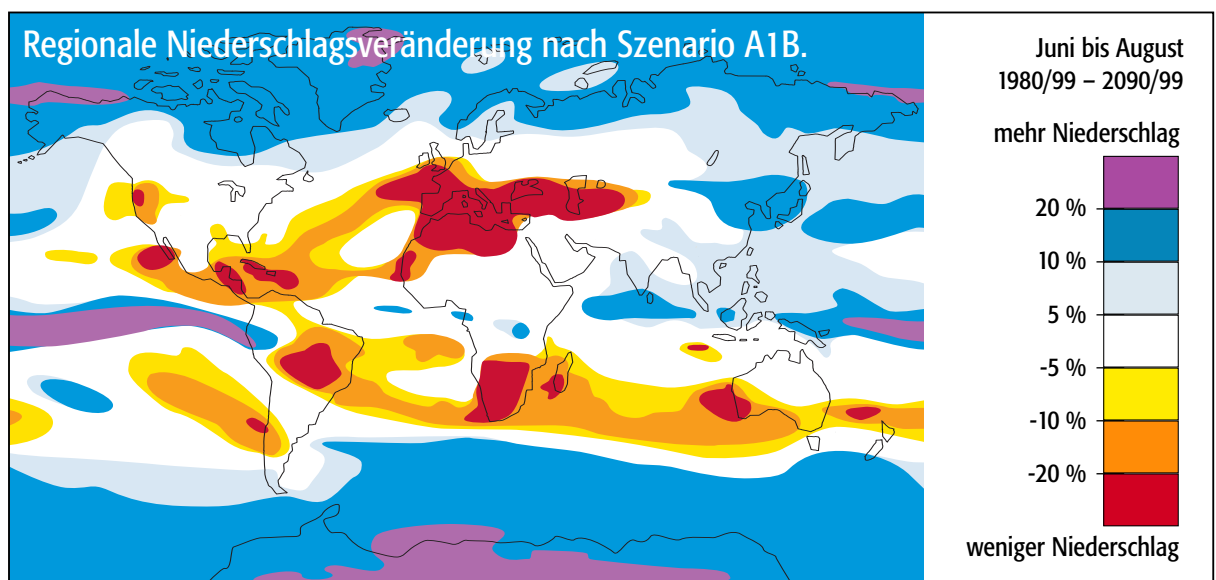 Regionale Niederschlagsveränderung nach Szenario A1B.
Juni bis August
1980/99 – 2090/99
mehr Niederschlag
20 %
10 %
5 %
-5 %
-10 %
-20 %
weniger Niederschlag